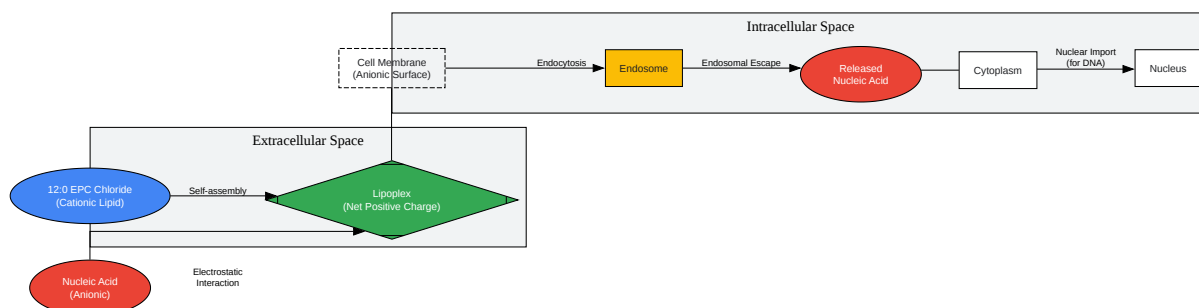 Intracellular Space
Cell Membrane
(Anionic Surface)
Endocytosis
Endosome
Endosomal Escape
Released
Nucleic Acid
Cytoplasm
Nuclear Import
(for DNA)
Nucleus
Extracellular Space
12:0 EPC Chloride
(Cationic Lipid)
Self-assembly
Lipoplex
(Net Positive Charge)
Nucleic Acid
(Anionic)
Electrostatic
Interaction